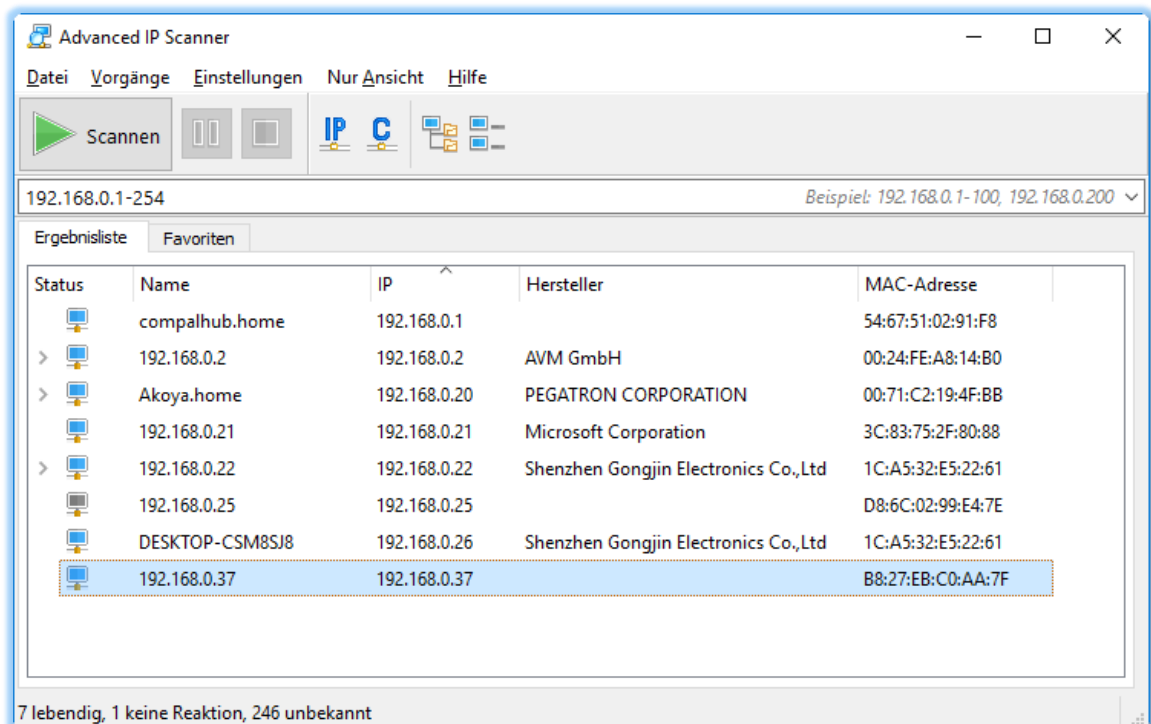 Advanced IP Scanner
Datei Vorgänge Einstellungen Nur Ansicht Hilfe
Scannen IP C
192.168.0.1-254 Beispiel: 192.168.0.1-100, 192.168.0.200
Ergebnisliste Favoriten
Status Name IP Hersteller MAC-Adresse
compalhub.home 192.168.0.1 54:67:51:02:91:F8
192.168.0.2 192.168.0.2 AVM GmbH 00:24:FE:A8:14:B0
Akoya.home 192.168.0.20 PEGATRON CORPORATION 00:71:C2:19:4F:BB
192.168.0.21 192.168.0.21 Microsoft Corporation 3C:83:75:2F:80:88
192.168.0.22 192.168.0.22 Shenzhen Gongjin Electronics Co.,Ltd 1C:A5:32:E5:22:61
192.168.0.25 192.168.0.25 D8:6C:02:99:E4:7E
DESKTOP-CSM8SJ8 192.168.0.26 Shenzhen Gongjin Electronics Co.,Ltd 1C:A5:32:E5:22:61
192.168.0.37 192.168.0.37 B8:27:EB:C0:AA:7F
7 lebendig, 1 keine Reaktion, 246 unbekannt